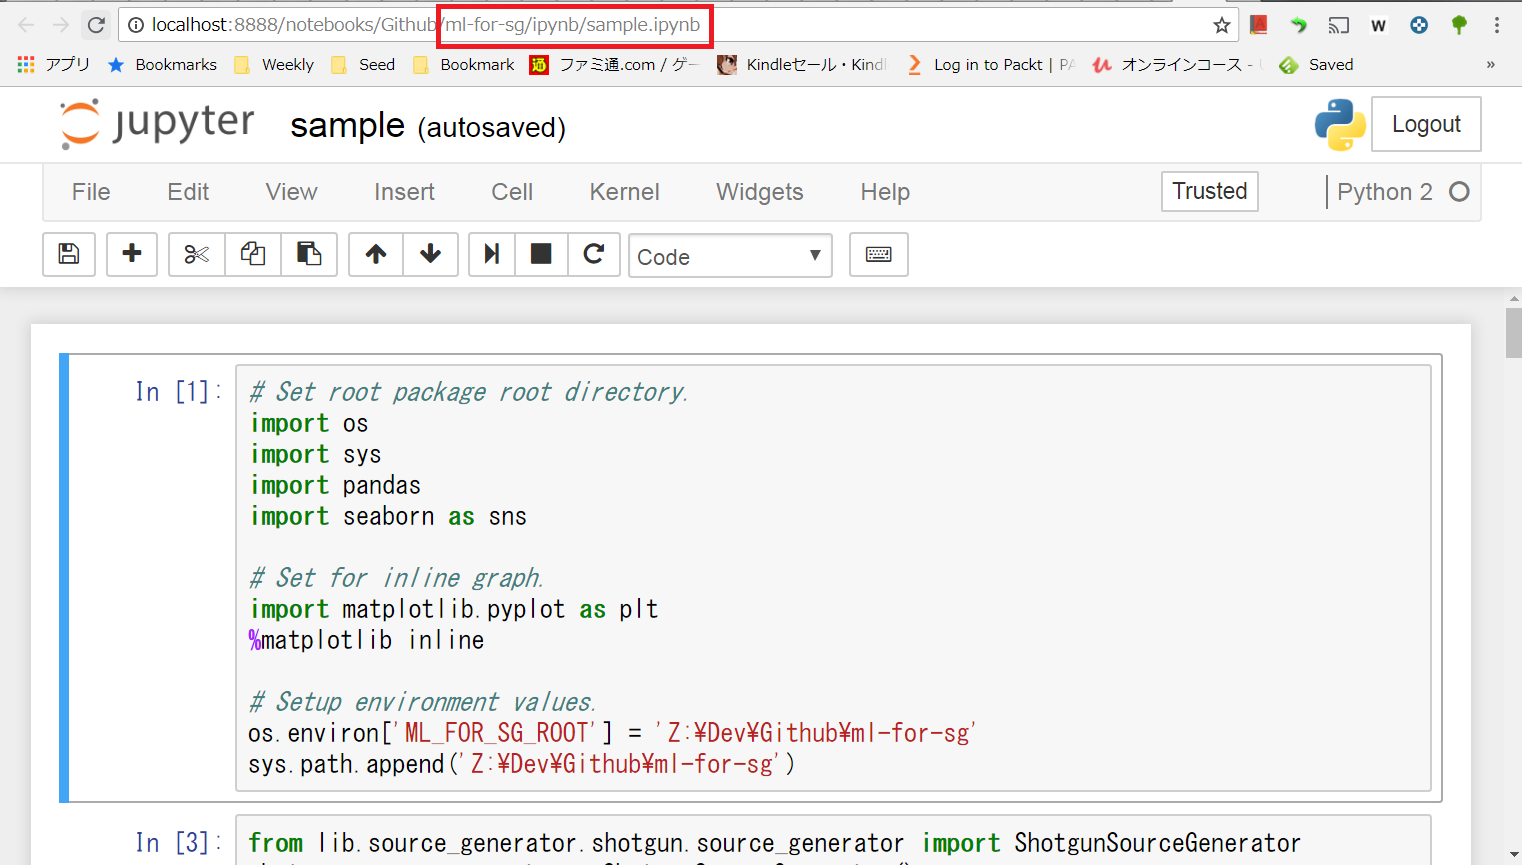 localhost:8888/notebooks/Github/ml-for-sg/ipynb/sample.ipynb
W
アプリ Bookmarks Weekly Seed Bookmark ファミ通.com / ゲー Kindleセール・Kindl Log in to Packt | PA オンラインコース - Saved »
jupyter sample (autosaved) Logout
File Edit View Insert Cell Kernel Widgets Help Trusted Python 2
Code
In [1]:
# Set root package root directory.
import os
import sys
import pandas
import seaborn as sns
# Set for inline graph.
import matplotlib.pyplot as plt
%matplotlib inline
# Setup environment values.
os.environ['ML_FOR_SG_ROOT'] = 'Z:¥Dev¥Github¥ml-for-sg'
sys.path.append('Z:¥Dev¥Github¥ml-for-sg')
In [3]:
from lib.source_generator.shotgun.source_generator import ShotgunSourceGenerator